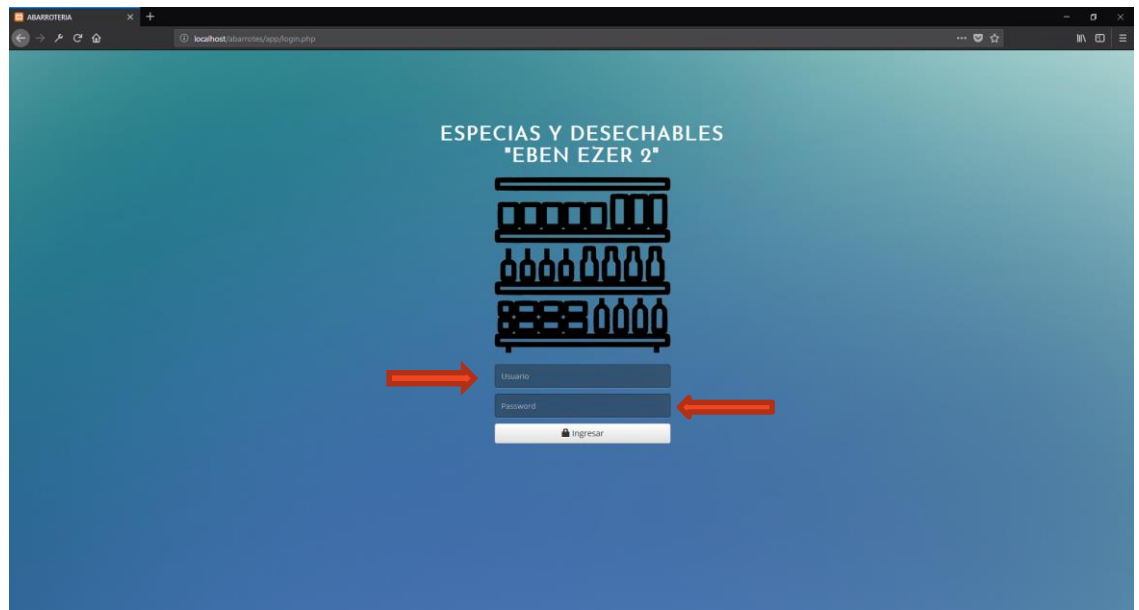 ABARROTERIA
localhost/abarrotes/app/login.php
ESPECIAS Y DESECHABLES
"EBEN EZER 2"
Usuario
Password
Ingresar